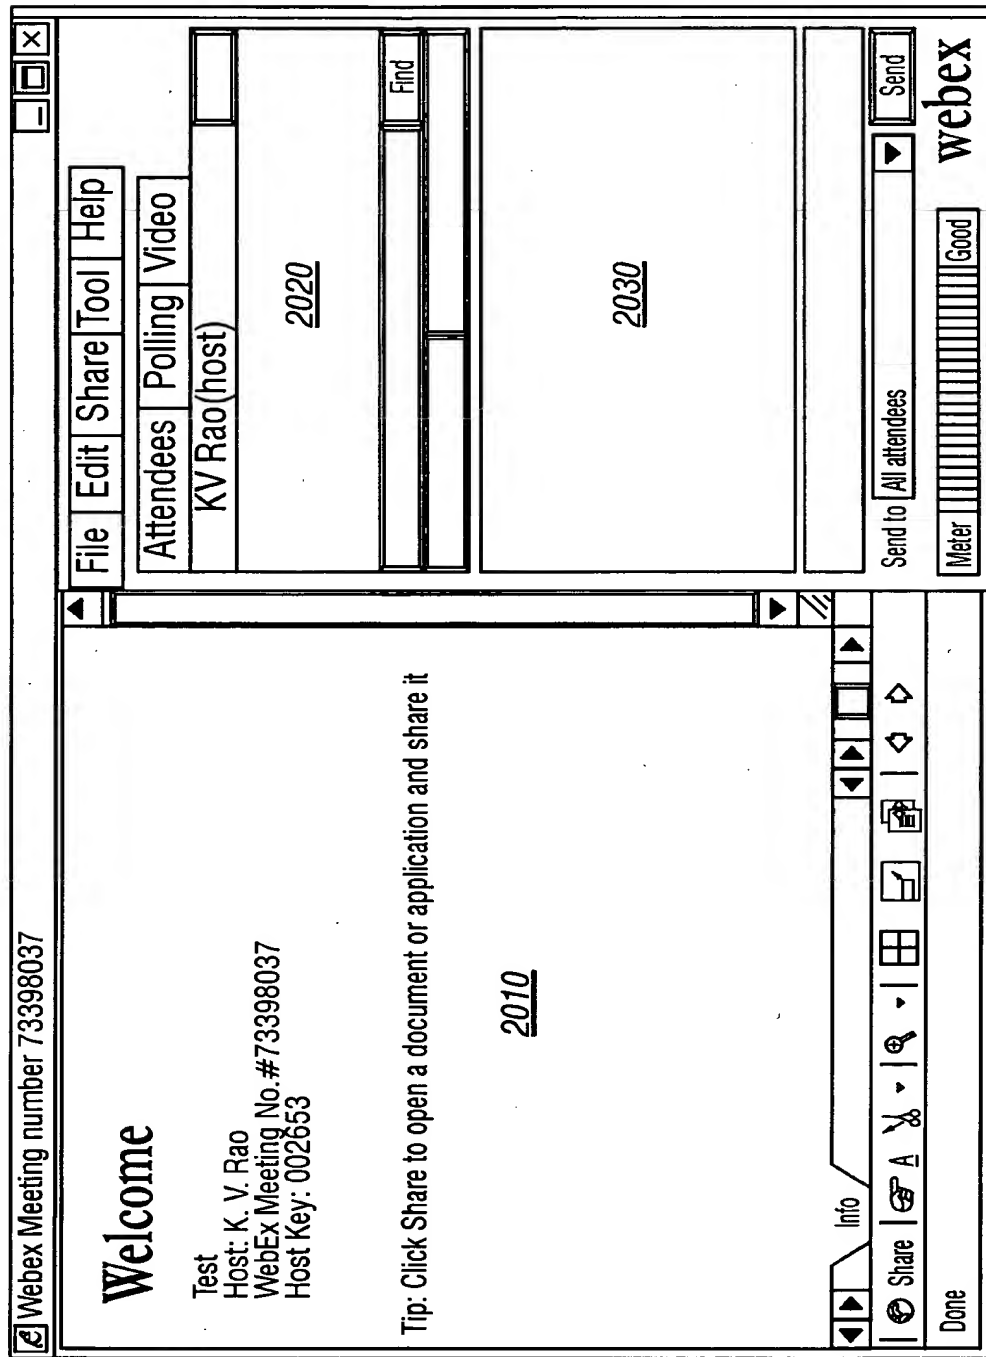 Webex Meeting number 73398037
Welcome
Test
Host: K. V. Rao
WebEx Meeting No.#73398037
Host Key: 002653
Tip: Click Share to open a document or application and share it
2010
Info
Share A
Done
File Edit Share Tool Help
Attendees Polling Video
KV Rao(host)
2020
Find
2030
Send to All attendees Send
Meter Good
webex